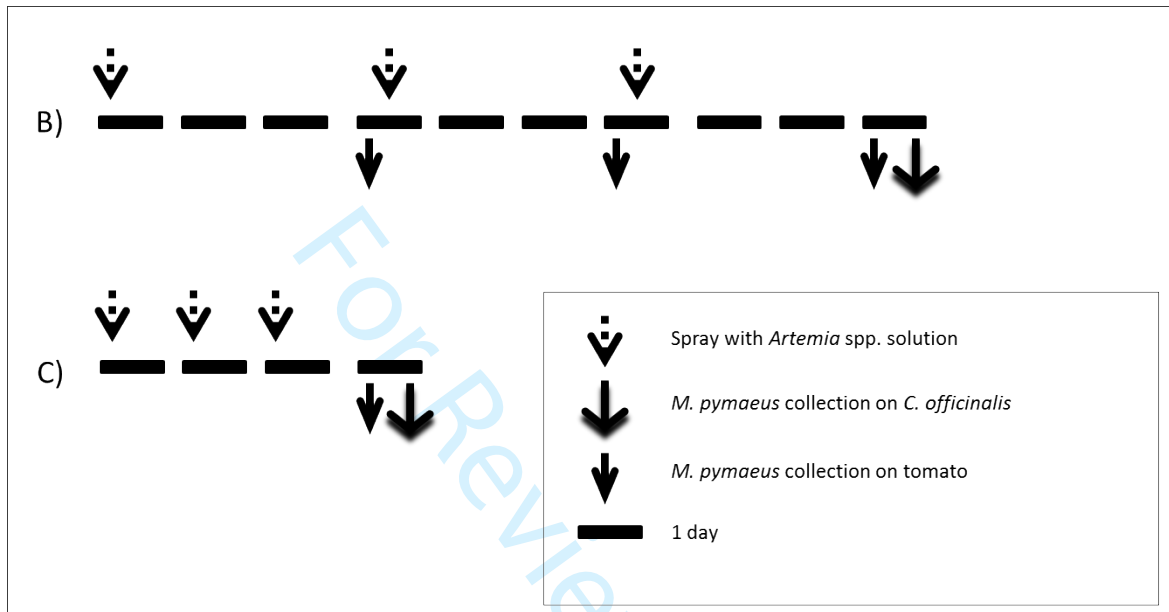 B)
C)
Spray with Artemia spp. solution
M. pymaeus collection on C. officinalis
M. pymaeus collection on tomato
1 day
For Review